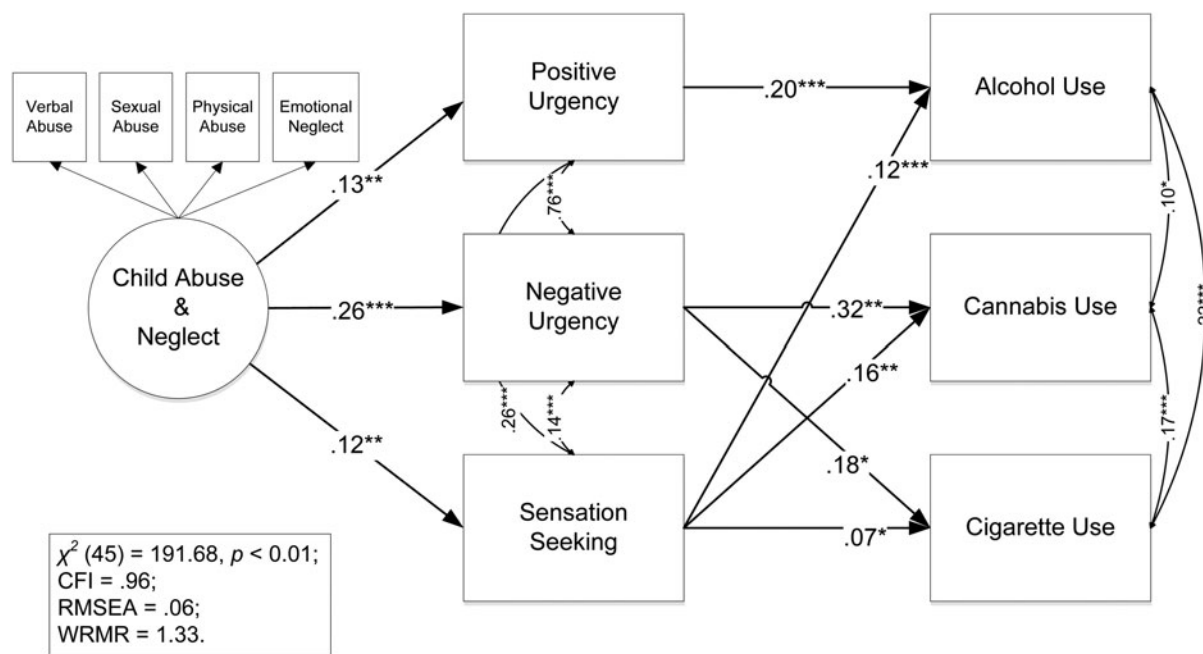 Verbal
Abuse
Sexual
Abuse
Physical
Abuse
Emotional
Neglect
Child Abuse
&
Neglect
.13**
.26***
.12**
Positive
Urgency
Negative
Urgency
Sensation
Seeking
.76***
.26***
.14***
.20***
.12***
.32**
.16**
.18*
.07*
Alcohol Use
Cannabis Use
Cigarette Use
.10*
.17***
χ² (45) = 191.68, p < 0.01;
CFI = .96;
RMSEA = .06;
WRMR = 1.33.